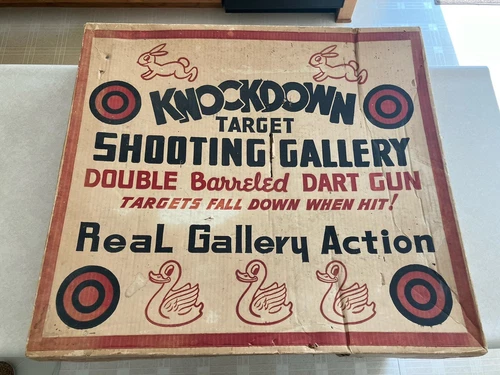 KNOCKDOWN
TARGET
SHOOTING GALLERY
DOUBLE Barreled DART GUN
TARGETS FALL DOWN WHEN HIT!
ReaL Gallery Action